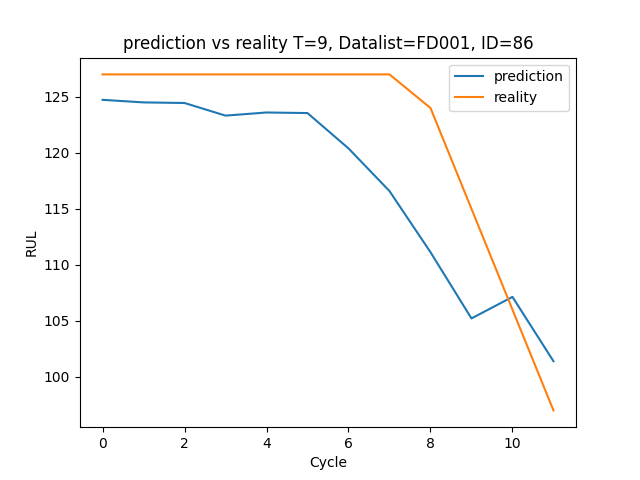 prediction vs reality T=9, Datalist=FD001, ID=86
prediction
reality
125
120
115
110
105
100
RUL
0 2 4 6 8 10
Cycle